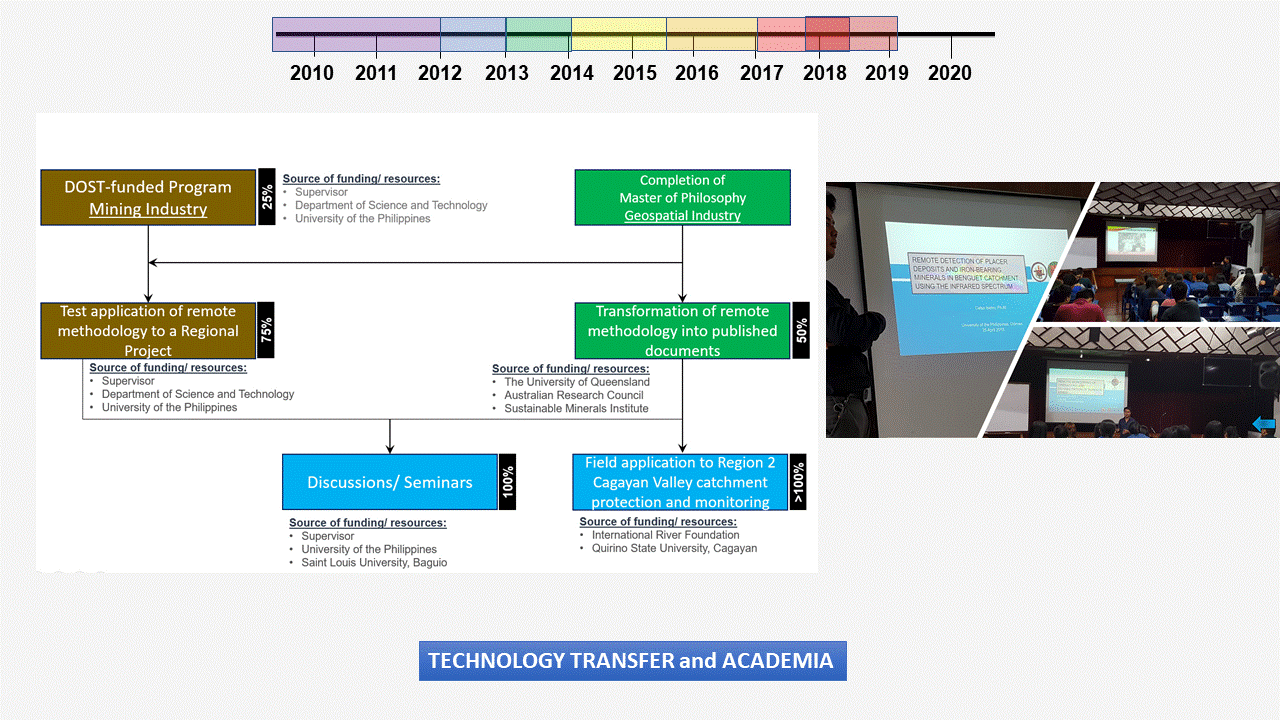 2010 2011 2012 2013 2014 2015 2016 2017 2018 2019 2020
DOST-funded Program
Mining Industry
25%
Source of funding/ resources:
• Supervisor
• Department of Science and Technology
• University of the Philippines
Completion of
Master of Philosophy
Geospatial Industry
Test application of remote
methodology to a Regional
Project
75%
Source of funding/ resources:
• Supervisor
• Department of Science and Technology
• University of the Philippines
Transformation of remote
methodology into published
documents
50%
Source of funding/ resources:
• The University of Queensland
• Australian Research Council
• Sustainable Minerals Institute
Discussions/ Seminars
100%
Source of funding/ resources:
• Supervisor
• University of the Philippines
• Saint Louis University, Baguio
Field application to Region 2
Cagayan Valley catchment
protection and monitoring
>100%
Source of funding/ resources:
• International River Foundation
• Quirino State University, Cagayan
REMOTE DETECTION OF PLACER
DEPOSITS AND IRON-BEARING
MINERALS IN BENGUET CATCHMENT
USING THE INFRARED SPECTRUM
University of the Philippines,
TECHNOLOGY TRANSFER and ACADEMIA